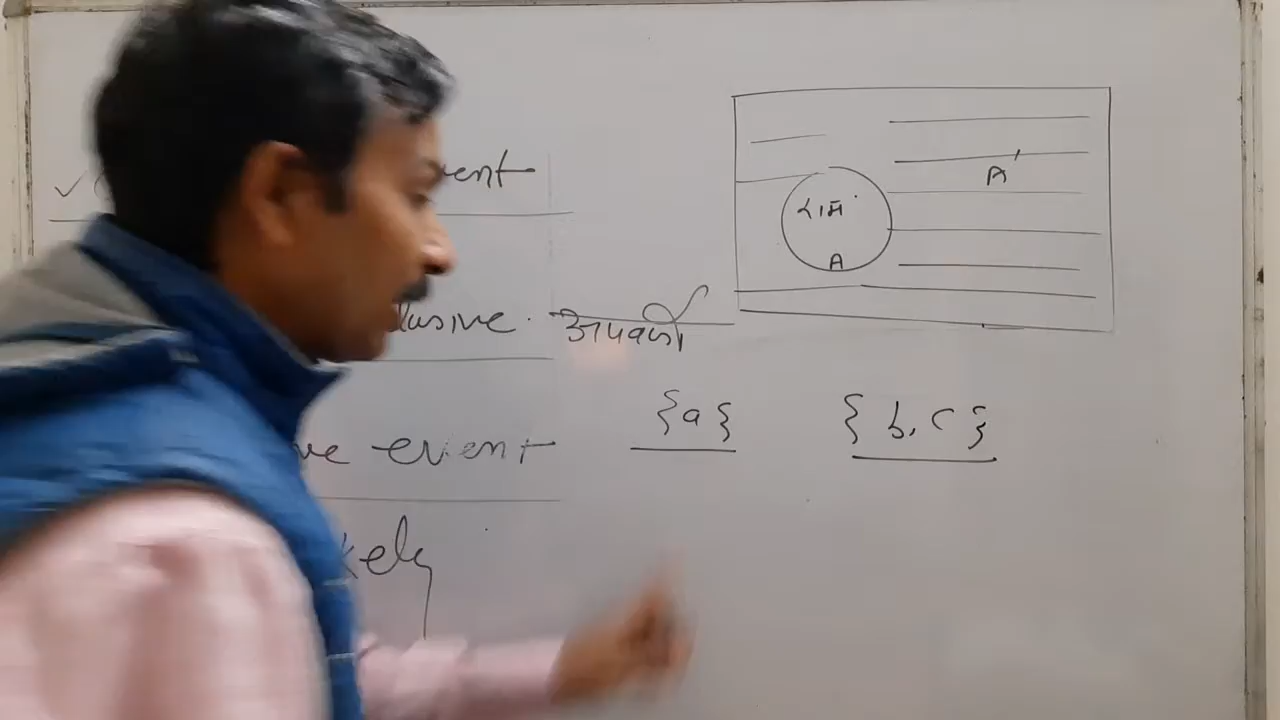 ent
A'
राम
A
lusive. अपवर्जी
{a} {b, c}
ve event
kely